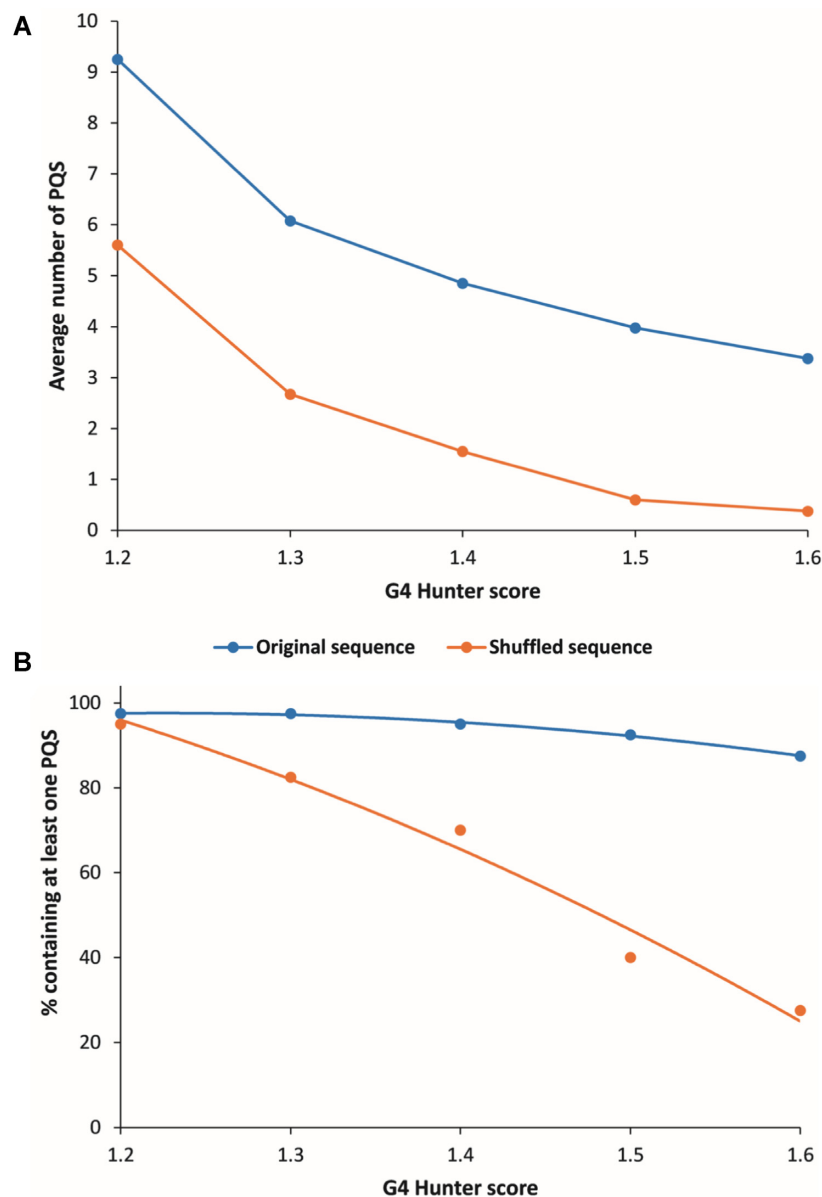 A
10
9
8
7
6
5
4
3
2
1
0
Average number of PQS
1.2 1.3 1.4 1.5 1.6
G4 Hunter score
Original sequence Shuffled sequence
B
100
80
60
40
20
0
% containing at least one PQS
1.2 1.3 1.4 1.5 1.6
G4 Hunter score